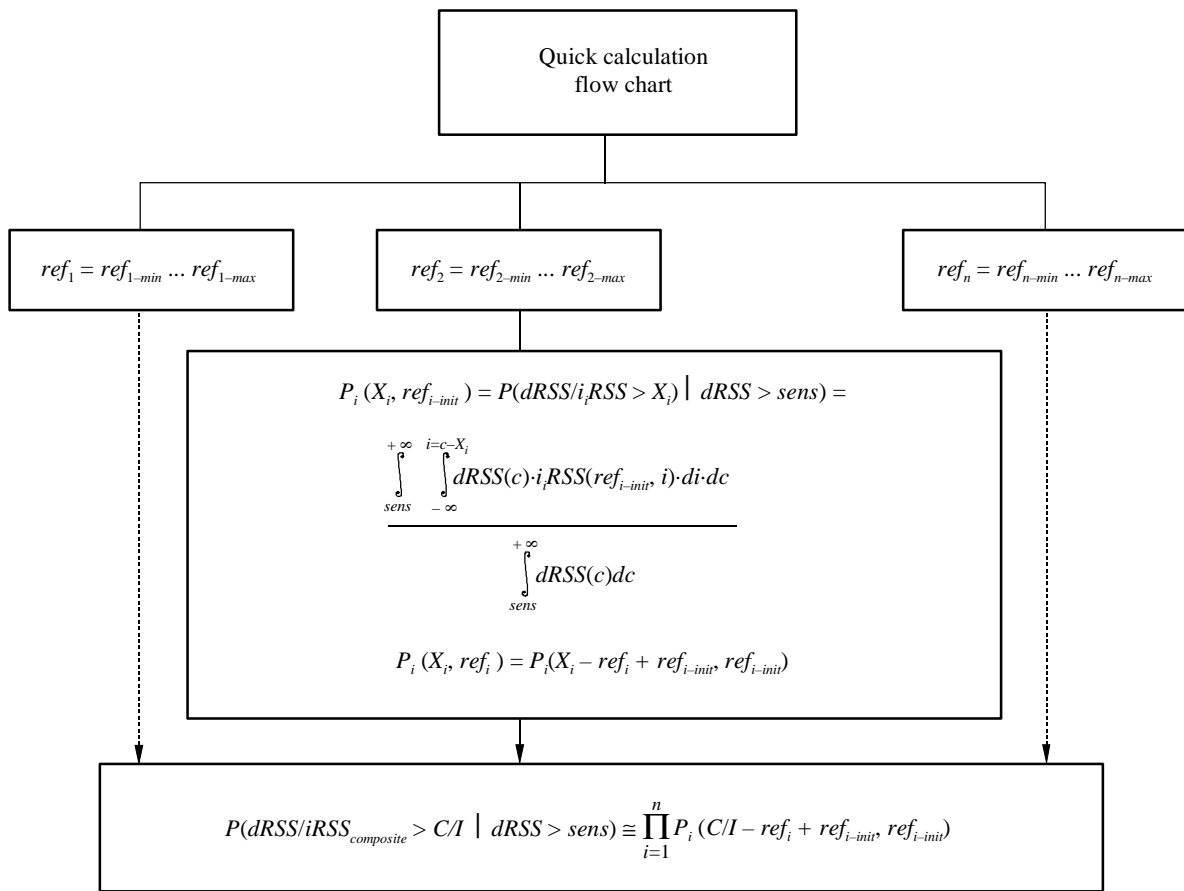 Quick calculation
flow chart
ref₁ = ref₁₋min ... ref₁₋max
ref₂ = ref₂₋min ... ref₂₋max
refₙ = refₙ₋min ... refₙ₋max
Pᵢ (Xᵢ, refᵢ₋init ) = P(dRSS/iᵢRSS > Xᵢ) | dRSS > sens) =
+ ∞ i=c–Xᵢ
∫ ∫ dRSS(c)·iᵢRSS(refᵢ₋init, i)·di·dc
sens – ∞
+ ∞
∫ dRSS(c)dc
sens
Pᵢ (Xᵢ, refᵢ ) = Pᵢ(Xᵢ – refᵢ + refᵢ₋init, refᵢ₋init)
n
P(dRSS/iRSScomposite > C/I | dRSS > sens) ≅ ∏ Pᵢ (C/I – refᵢ + refᵢ₋init, refᵢ₋init)
i=1